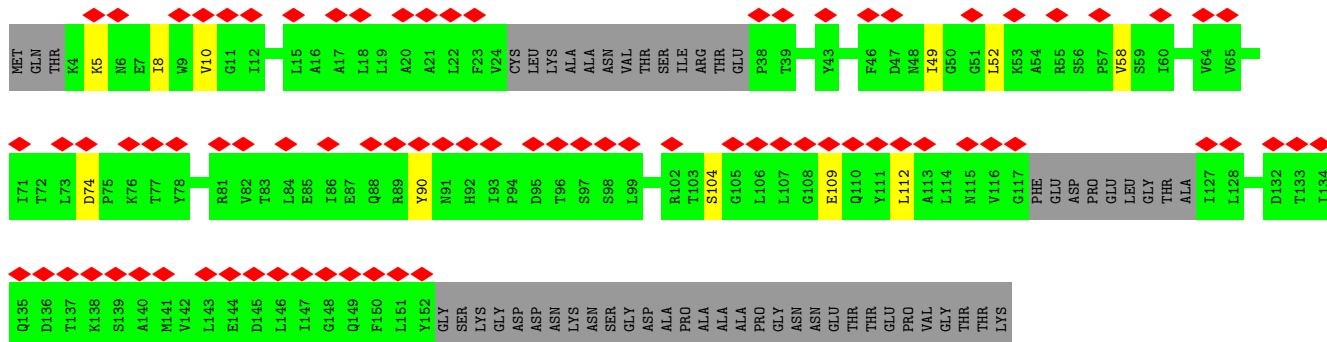 MET GLN THR K4 K5 N6 E7 I8 W9 V10 G11 I12 L15 A16 A17 L18 L19 A20 A21 L22 F23 V24 CYS LEU LYS ALA ALA ASN VAL THR SER ILE ARG THR GLU P38 T39 Y43 F46 D47 N48 I49 G50 G51 L52 K53 A54 R55 S56 P57 V58 S59 I60 V64 V65
I71 T72 L73 D74 P75 K76 T77 Y78 R81 V82 T83 L84 E85 I86 E87 Q88 R89 Y90 N91 H92 I93 P94 D95 T96 S97 S98 L99 R102 T103 S104 G105 L106 L107 G108 E109 Q110 Y111 L112 A113 L114 N115 V116 G117 PHE GLU ASP PRO GLU LEU GLY THR ALA I127 L128 D132 T133 I134
Q135 D136 T137 K138 S139 A140 M141 V142 L143 E144 D145 L146 I147 G148 Q149 F150 L151 Y152 GLY SER LYS GLY ASP ASP ASN LYS ASN SER GLY ASP ALA PRO ALA ALA ALA PRO GLY ASN ASN GLU THR THR GLU PRO VAL GLY THR THR LYS